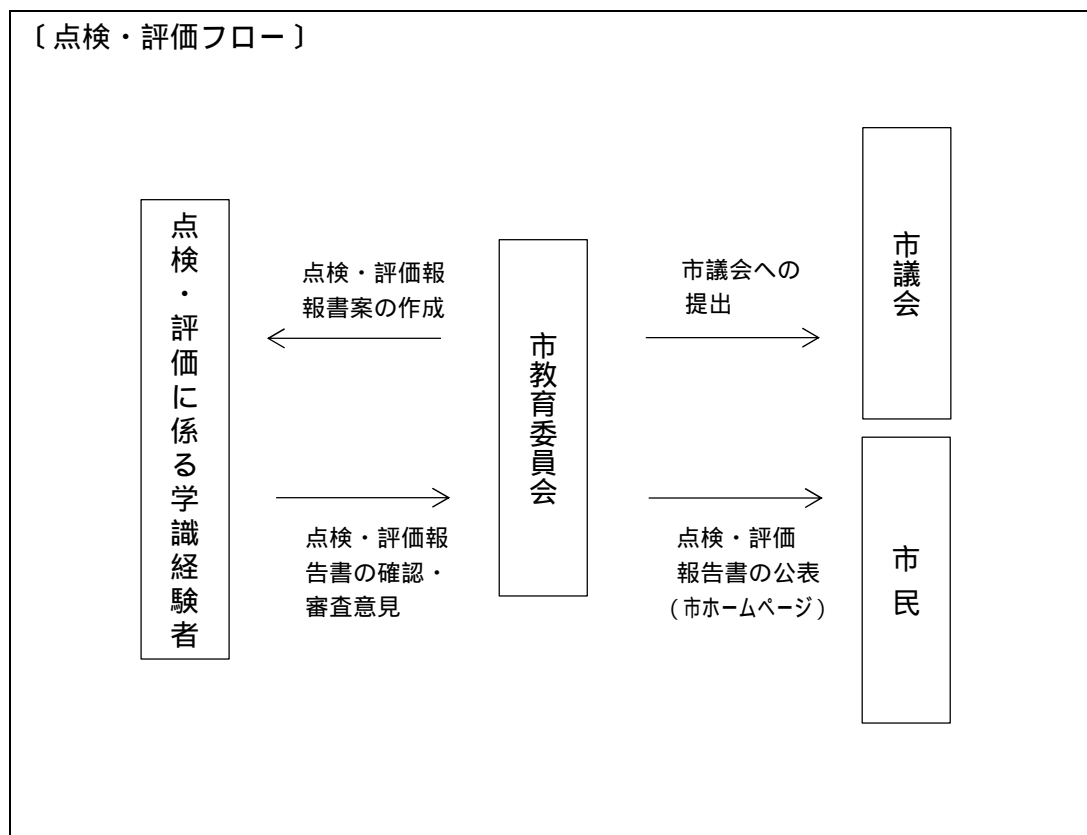 〔点検・評価フロー〕
点検・評価に係る学識経験者
点検・評価報
報書案の作成
点検・評価報
告書の確認・
審査意見
市教育委員会
市議会への
提出
点検・評価
報告書の公表
(市ホームページ)
市議会
市民